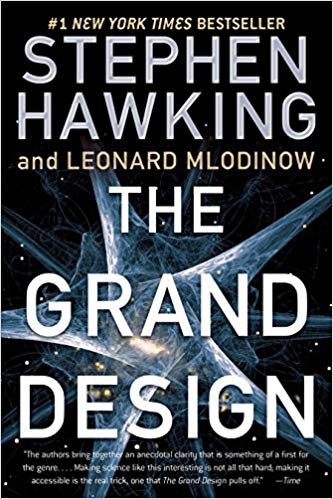 #1 NEW YORK TIMES BESTSELLER
STEPHEN
HAWKING
and LEONARD MLODINOW
THE
GRAND
DESIGN
"The authors bring together an anecdotal clarity that is something of a first for
the genre. . . . Making science like this interesting is not all that hard, making it
accessible is the real trick, one that The Grand Design pulls off." —Time